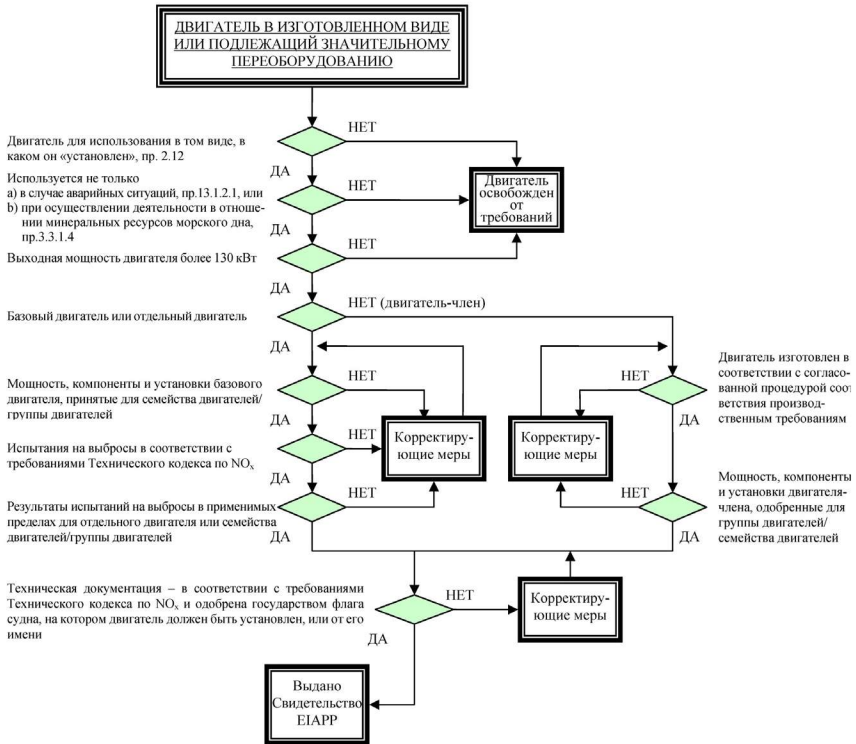 ДВИГАТЕЛЬ В ИЗГОТОВЛЕННОМ ВИДЕ
ИЛИ ПОДЛЕЖАЩИЙ ЗНАЧИТЕЛЬНОМУ
ПЕРЕОБОРУДОВАНИЮ
НЕТ
Двигатель для использования в том виде, в
каком он «установлен», пр. 2.12
ДА
Используется не только
a) в случае аварийных ситуаций, пр.13.1.2.1, или
b) при осуществлении деятельности в отноше-
нии минеральных ресурсов морского дна,
пр.3.3.1.4
НЕТ
Двигатель
освобожден
от
требований
ДА
Выходная мощность двигателя более 130 кВт
НЕТ
ДА
Базовый двигатель или отдельный двигатель
НЕТ (двигатель-член)
ДА
Мощность, компоненты и установки базового
двигателя, принятые для семейства двигателей/
группы двигателей
НЕТ
НЕТ
Двигатель изготовлен в
соответствии с согласо-
ванной процедурой соот
ветствия производ-
ственным требованиям
ДА
ДА
Испытания на выбросы в соответствии с
требованиями Технического кодекса по NOx
НЕТ
Корректиру-
ющие меры
Корректиру-
ющие меры
ДА
Результаты испытаний на выбросы в применимых
пределах для отдельного двигателя или семейства
двигателей/группы двигателей
НЕТ
НЕТ
Мощность, компоненты
и установки двигателя-
члена, одобренные для
группы двигателей/
семейства двигателей
ДА
ДА
Техническая документация – в соответствии с требованиями
Технического кодекса по NOx и одобрена государством флага
судна, на котором двигатель должен быть установлен, или от его
имени
НЕТ
Корректиру-
ющие меры
ДА
Выдано
Свидетельство
EIAPP